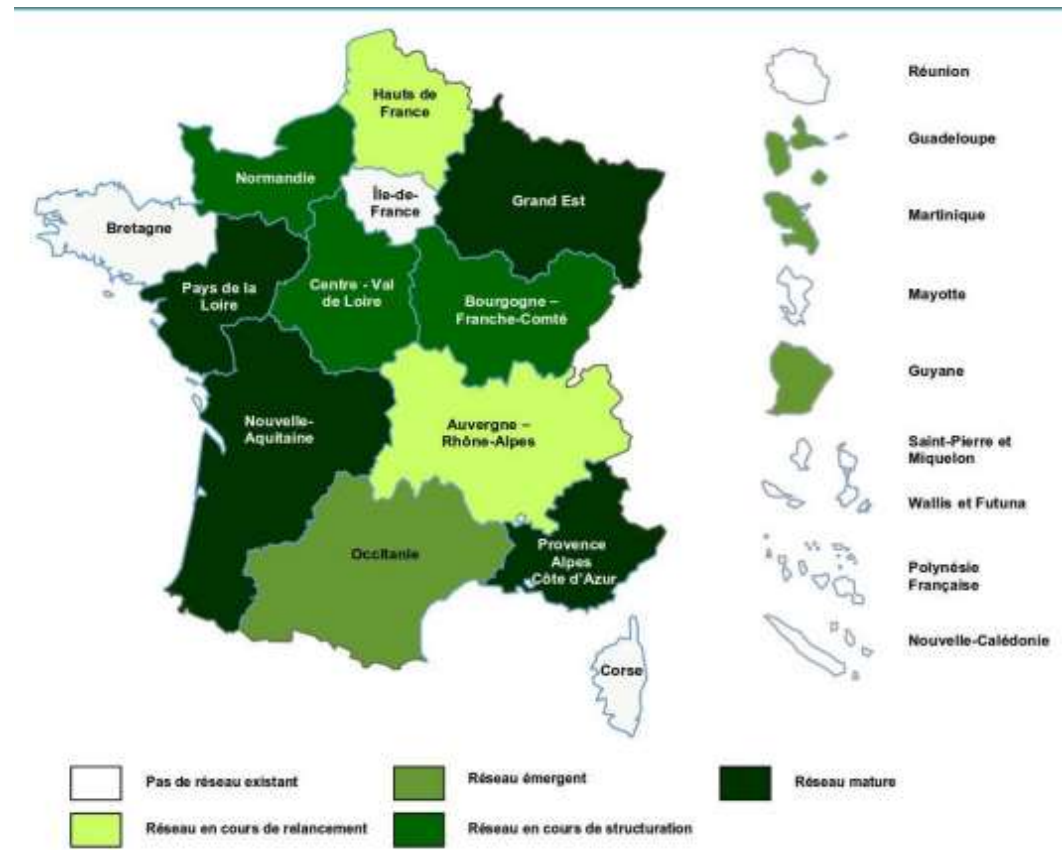 Hauts de
France
Normandie
Île-de-
France
Grand Est
Bretagne
Pays de la
Loire
Centre - Val
de Loire
Bourgogne –
Franche-Comté
Nouvelle-
Aquitaine
Auvergne –
Rhône-Alpes
Occitanie
Provence
Alpes
Côte d'Azur
Corse
Réunion
Guadeloupe
Martinique
Mayotte
Guyane
Saint-Pierre et
Miquelon
Wallis et Futuna
Polynésie
Française
Nouvelle-Calédonie
Pas de réseau existant
Réseau émergent
Réseau mature
Réseau en cours de relancement
Réseau en cours de structuration